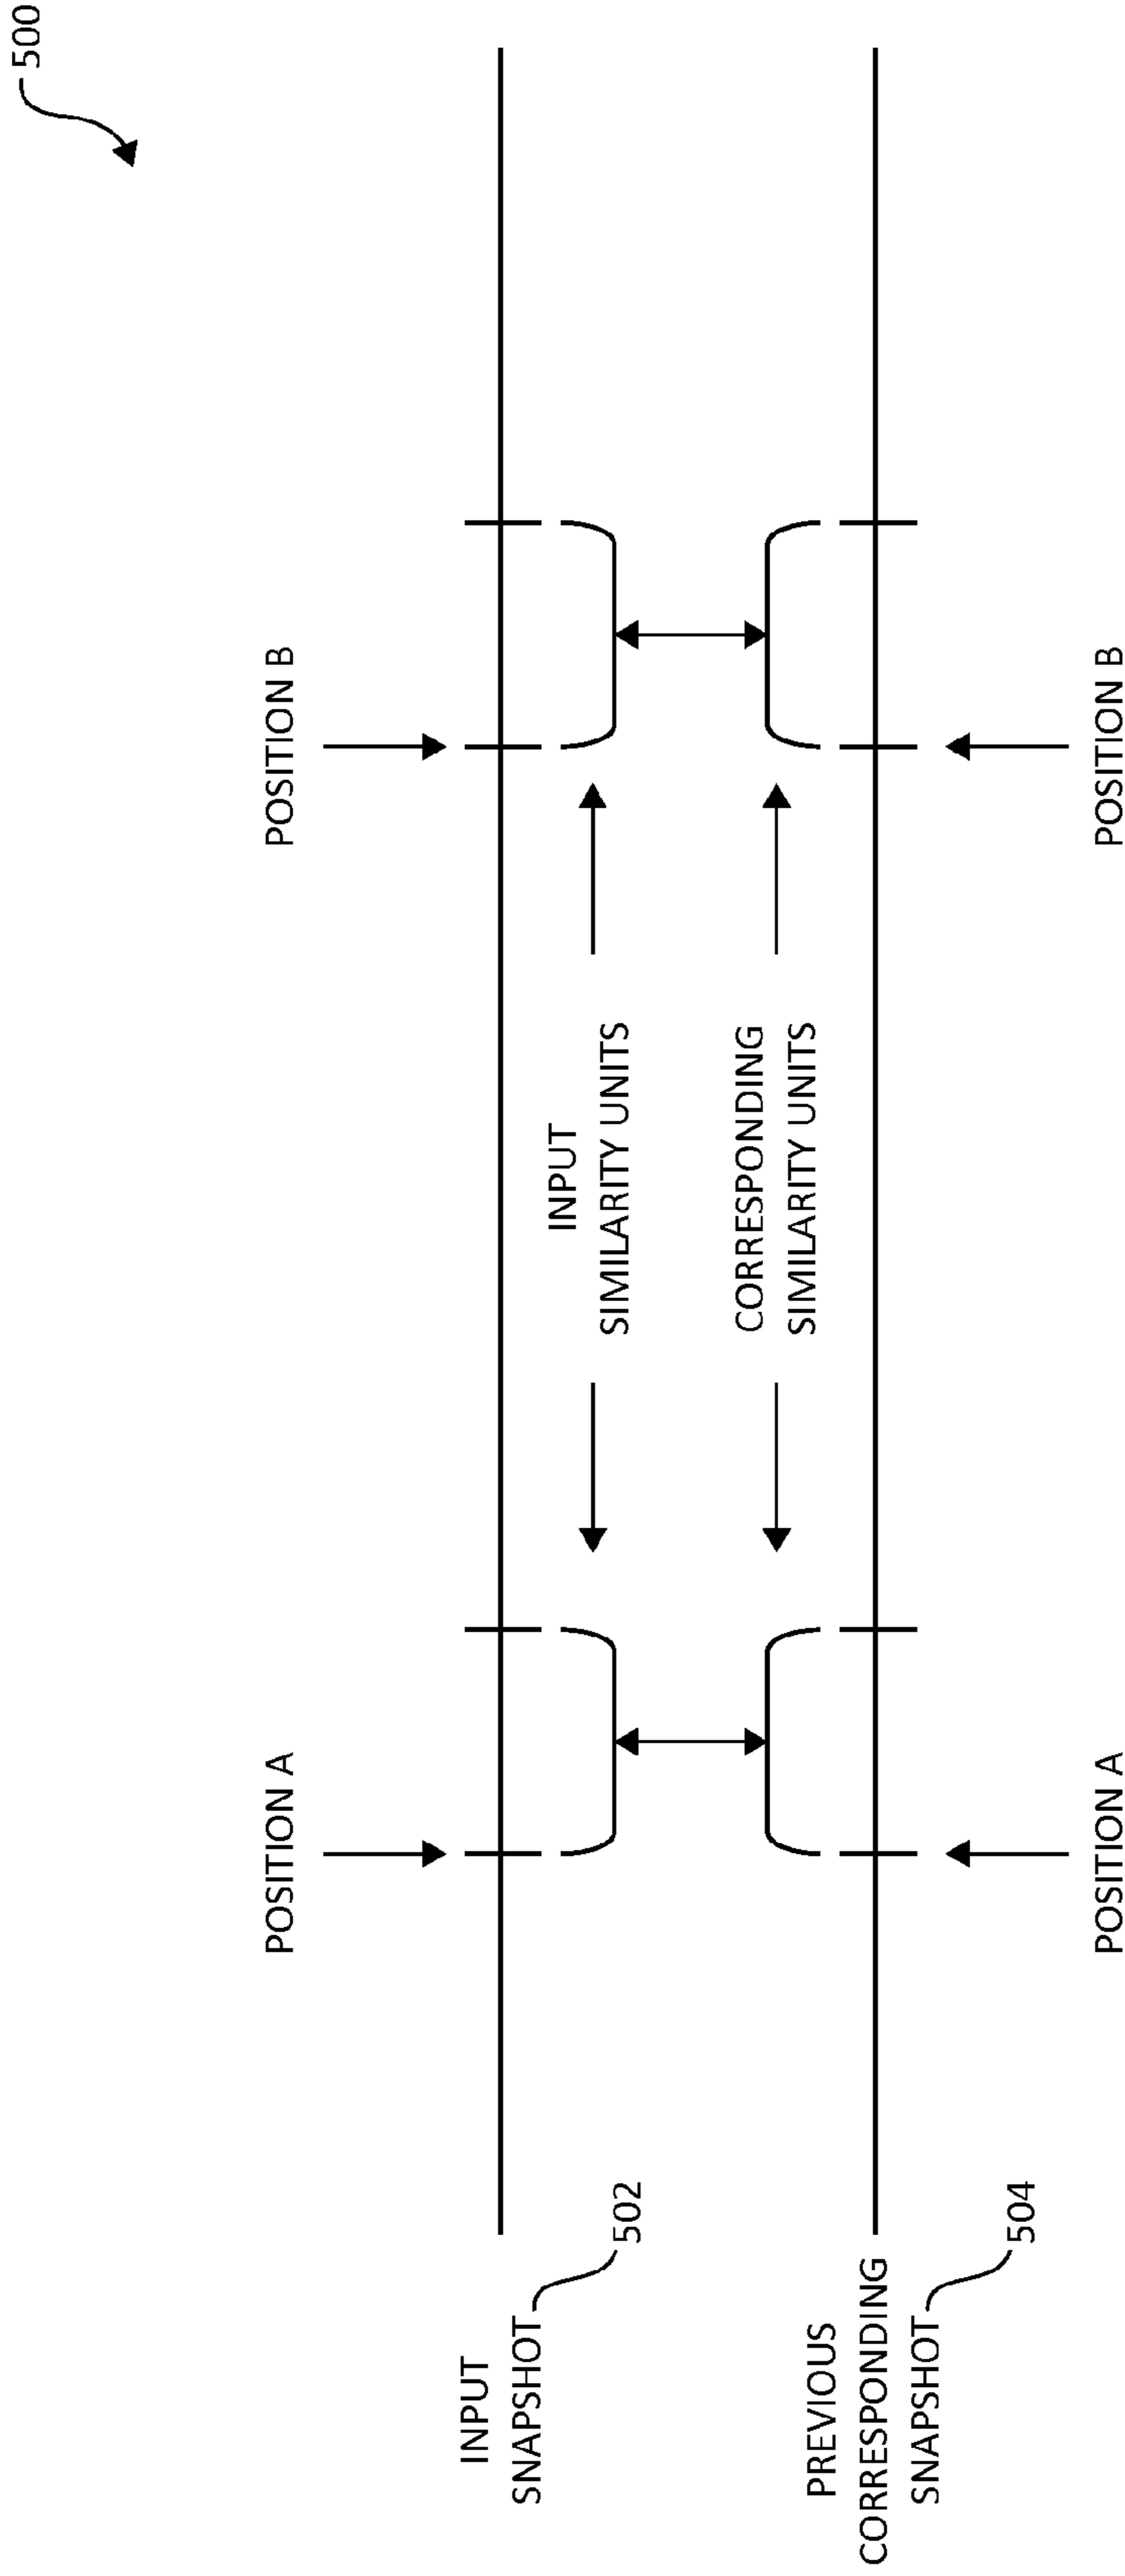 500
POSITION A
POSITION B
INPUT
SNAPSHOT
502
INPUT
SIMILARITY UNITS
CORRESPONDING
SIMILARITY UNITS
PREVIOUS
CORRESPONDING
SNAPSHOT
504
POSITION A
POSITION B